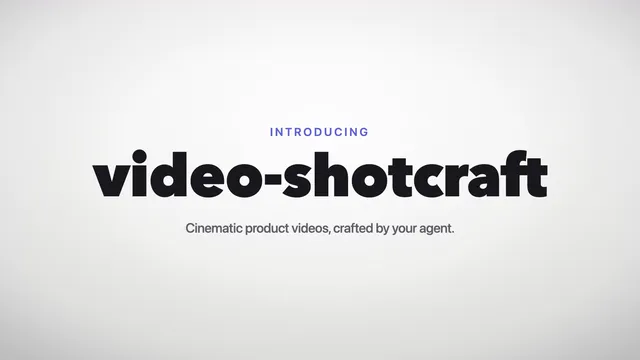 INTRODUCING
video-shotcraft
Cinematic product videos, crafted by your agent.